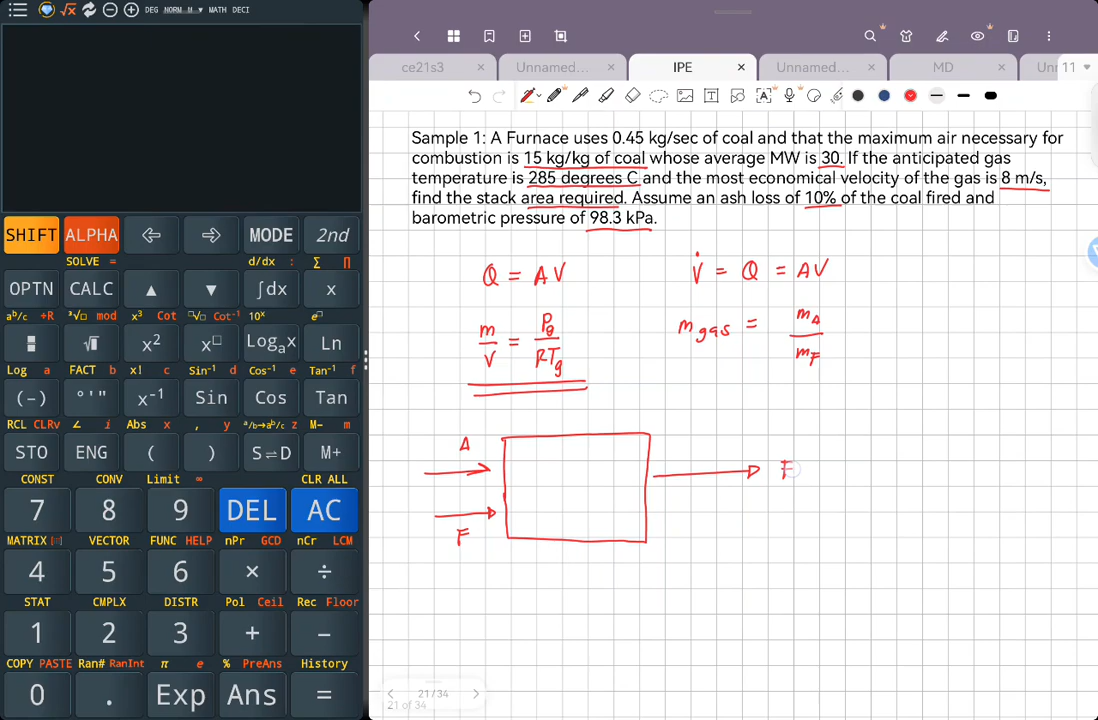 DEG NORM M ▼ MATH DECI
SHIFT ALPHA MODE 2nd
SOLVE = d/dx : ∑ ∏
OPTN CALC ▲ ▼ ∫dx x
a b/c ÷R ³√ mod x³ Cot Cot⁻¹ 10ˣ
√ x² Logₐx Ln
Log a FACT b x! c Sin⁻¹ d Cos⁻¹ e Tan⁻¹ f
(−) °'" x⁻¹ Sin Cos Tan
RCL CLRv ∠ i Abs x , y z M− m
STO ENG ( ) S⇌D M+
CONST CONV Limit ∞ CLR ALL
7 8 9 DEL AC
MATRIX VECTOR FUNC HELP nPr GCD nCr LCM
4 5 6 × ÷
STAT CMPLX DISTR Pol Ceil Rec Floor
1 2 3 + −
COPY PASTE Ran# RanInt π e % PreAns History
0 . Exp Ans =
ce21s3 × Unnamed... × IPE × Unnamed... × MD × 11
Sample 1: A Furnace uses 0.45 kg/sec of coal and that the maximum air necessary for
combustion is 15 kg/kg of coal whose average MW is 30. If the anticipated gas
temperature is 285 degrees C and the most economical velocity of the gas is 8 m/s,
find the stack area required. Assume an ash loss of 10% of the coal fired and
barometric pressure of 98.3 kPa.
Q = AV
V̇ = Q = AV
m/V = Pg/RTg
mgas = mA/mF
A
F
21/34
21 of 34